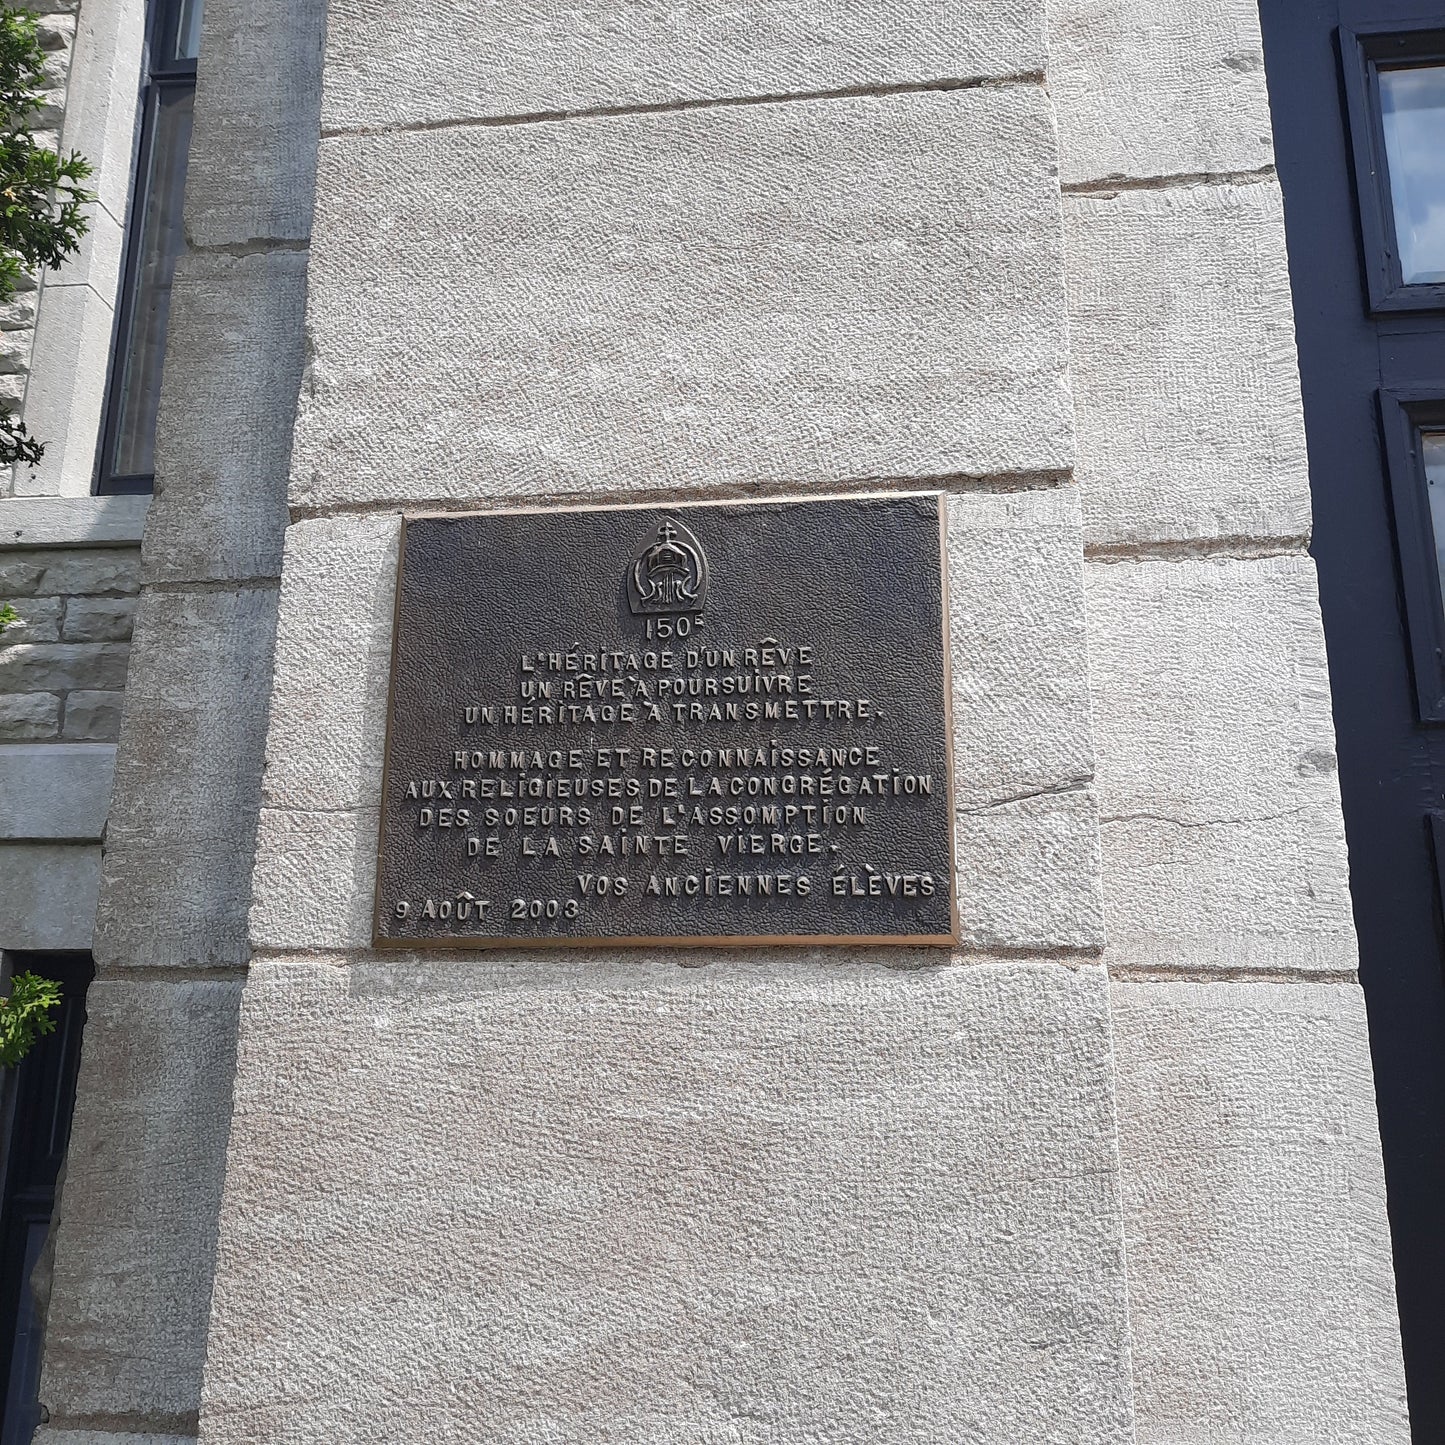 150E
L'HÉRITAGE D'UN RÊVE
UN RÊVE À POURSUIVRE
UN HÉRITAGE À TRANSMETTRE.
HOMMAGE ET RECONNAISSANCE
AUX RELIGIEUSES DE LA CONGRÉGATION
DES SOEURS DE L'ASSOMPTION
DE LA SAINTE VIERGE.
VOS ANCIENNES ÉLÈVES
9 AOÛT 2003